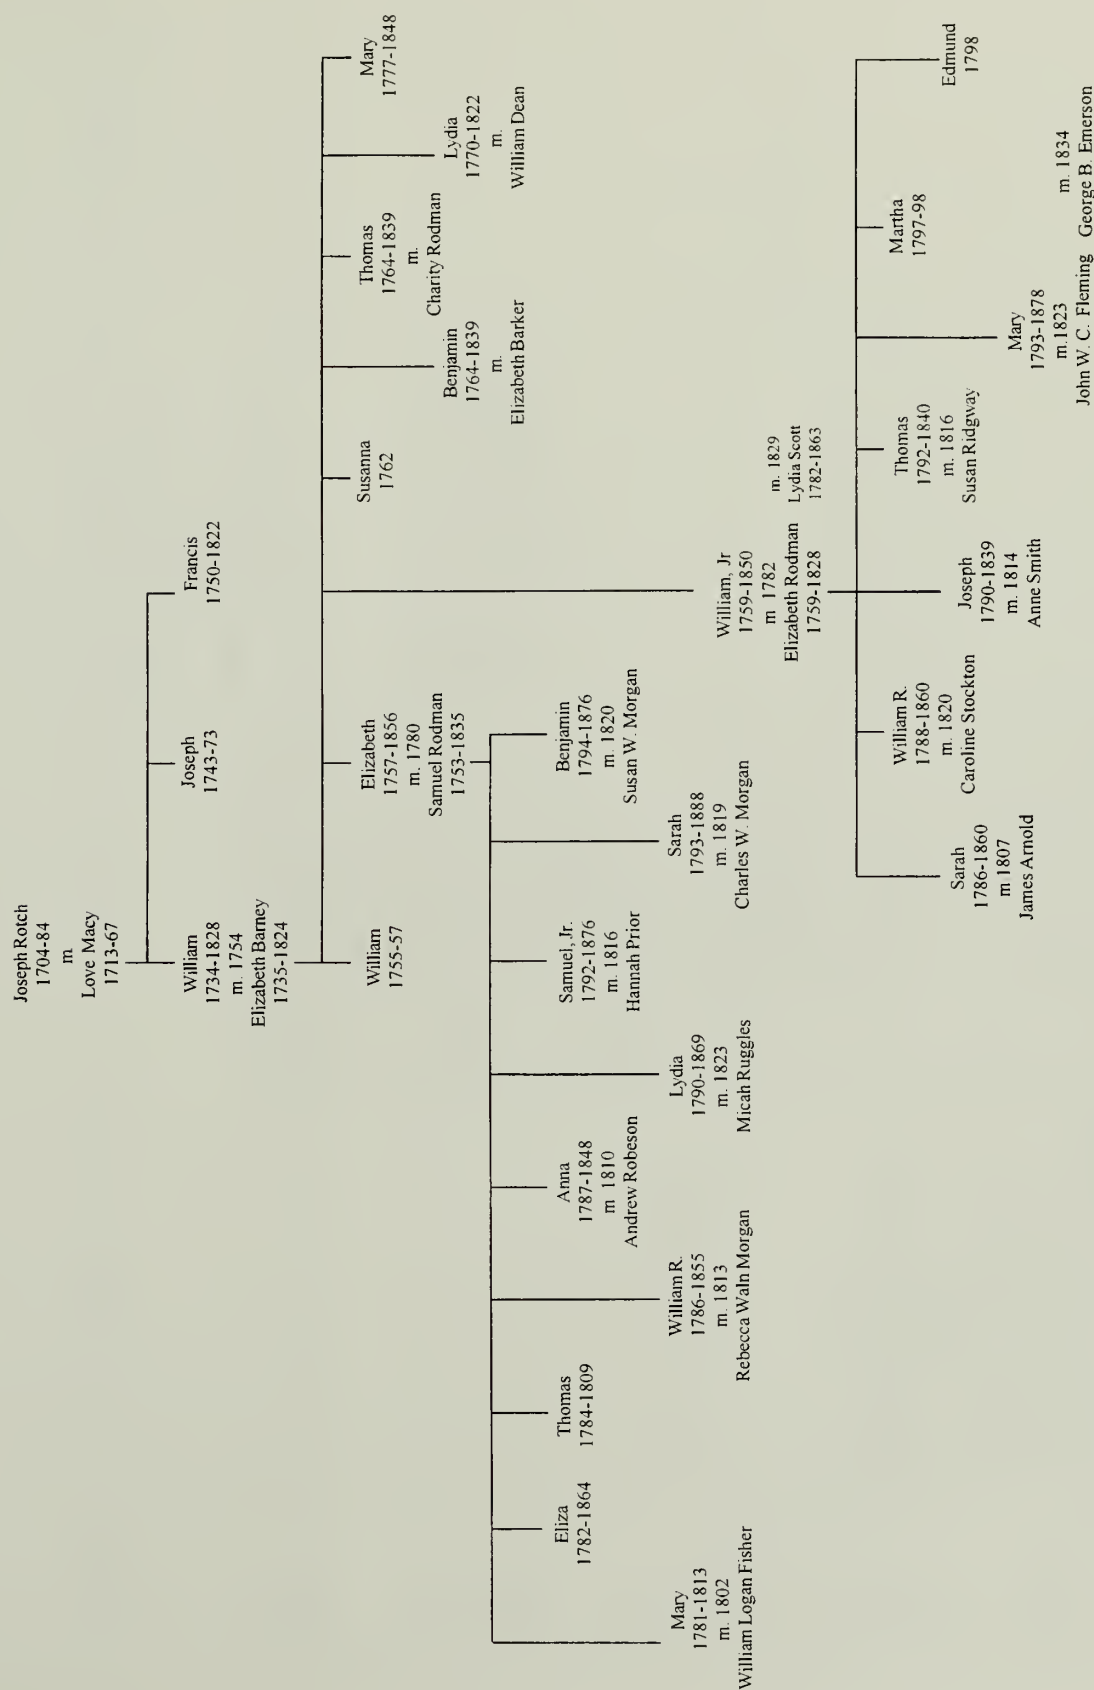 Joseph Rotch
1704-84
m
Love Macy
1713-67
William
1734-1828
m. 1754
Elizabeth Barney
1735-1824
Joseph
1743-73
Francis
1750-1822
William
1755-57
Elizabeth
1757-1856
m. 1780
Samuel Rodman
1753-1835
William, Jr
1759-1850
m 1782
Elizabeth Rodman
1759-1828
m. 1829
Lydia Scott
1782-1863
Susanna
1762
Benjamin
1764-1839
m.
Elizabeth Barker
Thomas
1764-1839
m.
Charity Rodman
Lydia
1770-1822
m.
William Dean
Mary
1777-1848
Mary
1781-1813
m. 1802
William Logan Fisher
Eliza
1782-1864
Thomas
1784-1809
William R.
1786-1855
m. 1813
Rebecca Waln Morgan
Anna
1787-1848
m 1810
Andrew Robeson
Lydia
1790-1869
m. 1823
Micah Ruggles
Samuel, Jr.
1792-1876
m. 1816
Hannah Prior
Sarah
1793-1888
m. 1819
Charles W. Morgan
Benjamin
1794-1876
m. 1820
Susan W. Morgan
Sarah
1786-1860
m 1807
James Arnold
William R.
1788-1860
m. 1820
Caroline Stockton
Joseph
1790-1839
m. 1814
Anne Smith
Thomas
1792-1840
m. 1816
Susan Ridgway
Mary
1793-1878
m.1823
John W. C. Fleming
m. 1834
George B. Emerson
Martha
1797-98
Edmund
1798